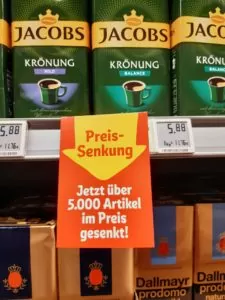 JACOBS
JACOBS
JACOBS
KRÖNUNG
MILD
KRÖNUNG
BALANCE
KRÖNUNG
5.88
5.88
Preis-
Senkung
Jetzt über
5.000 Artikel
im Preis
gesenkt!
Dallmayr
prodomo
Dallmayr
prodomo